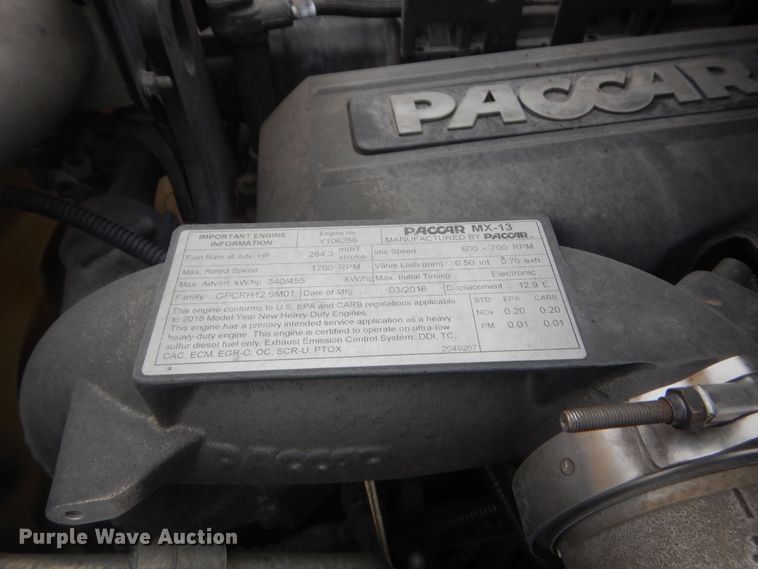 PACCAR
IMPORTANT ENGINE INFORMATION
Engine No Y106256
PACCAR MX-13
MANUFACTURED BY PACCAR
Fuel Rate at Adv. HP 264.3 mm³/ stroke
Idle Speed 600 - 700 RPM
Max. Rated Speed 1700 RPM
Valve Lash (mm) 0.50 int. 0.70 exh.
Max. Advert. kW/hp 340/455 kW/hp
Max. Initial Timing Electronic
Family GPCRH12.9M01
Date of Mfg. 03/2016
Displacement 12.9 L
This engine conforms to U.S. EPA and CARB regulations applicable
to 2016 Model Year New Heavy-Duty Engines.
This engine has a primary intended service application as a heavy
heavy-duty engine. This engine is certified to operate on ultra-low
sulfur diesel fuel only. Exhaust Emission Control System: DDI, TC,
CAC, ECM, EGR-C, OC, SCR-U, PTOX
STD EPA CARB
NOx 0.20 0.20
PM 0.01 0.01
2049267
Purple Wave Auction